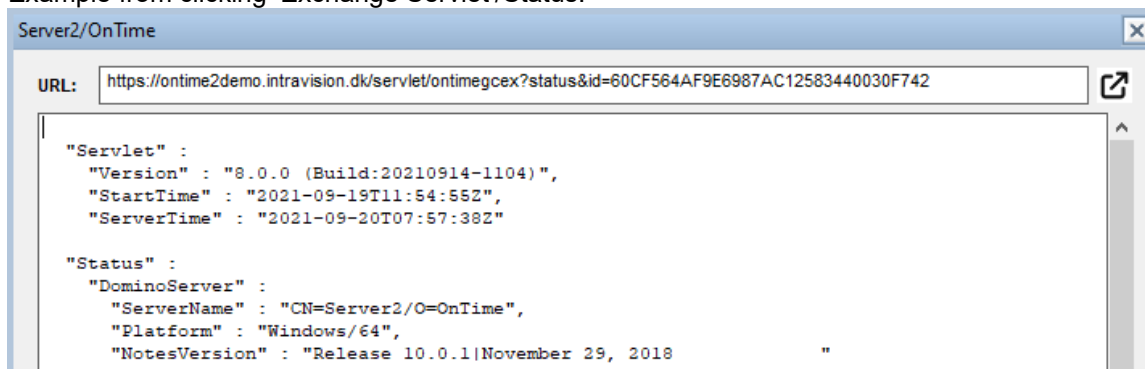 Example from clicking 'Exchange Servlet'/Status:
Server2/OnTime
URL: https://ontime2demo.intravision.dk/servlet/ontimegcex?status&id=60CF564AF9E6987AC12583440030F742
"Servlet" :
"Version" : "8.0.0 (Build:20210914-1104)",
"StartTime" : "2021-09-19T11:54:55Z",
"ServerTime" : "2021-09-20T07:57:38Z"
"Status" :
"DominoServer" :
"ServerName" : "CN=Server2/O=OnTime",
"Platform" : "Windows/64",
"NotesVersion" : "Release 10.0.1|November 29, 2018                "